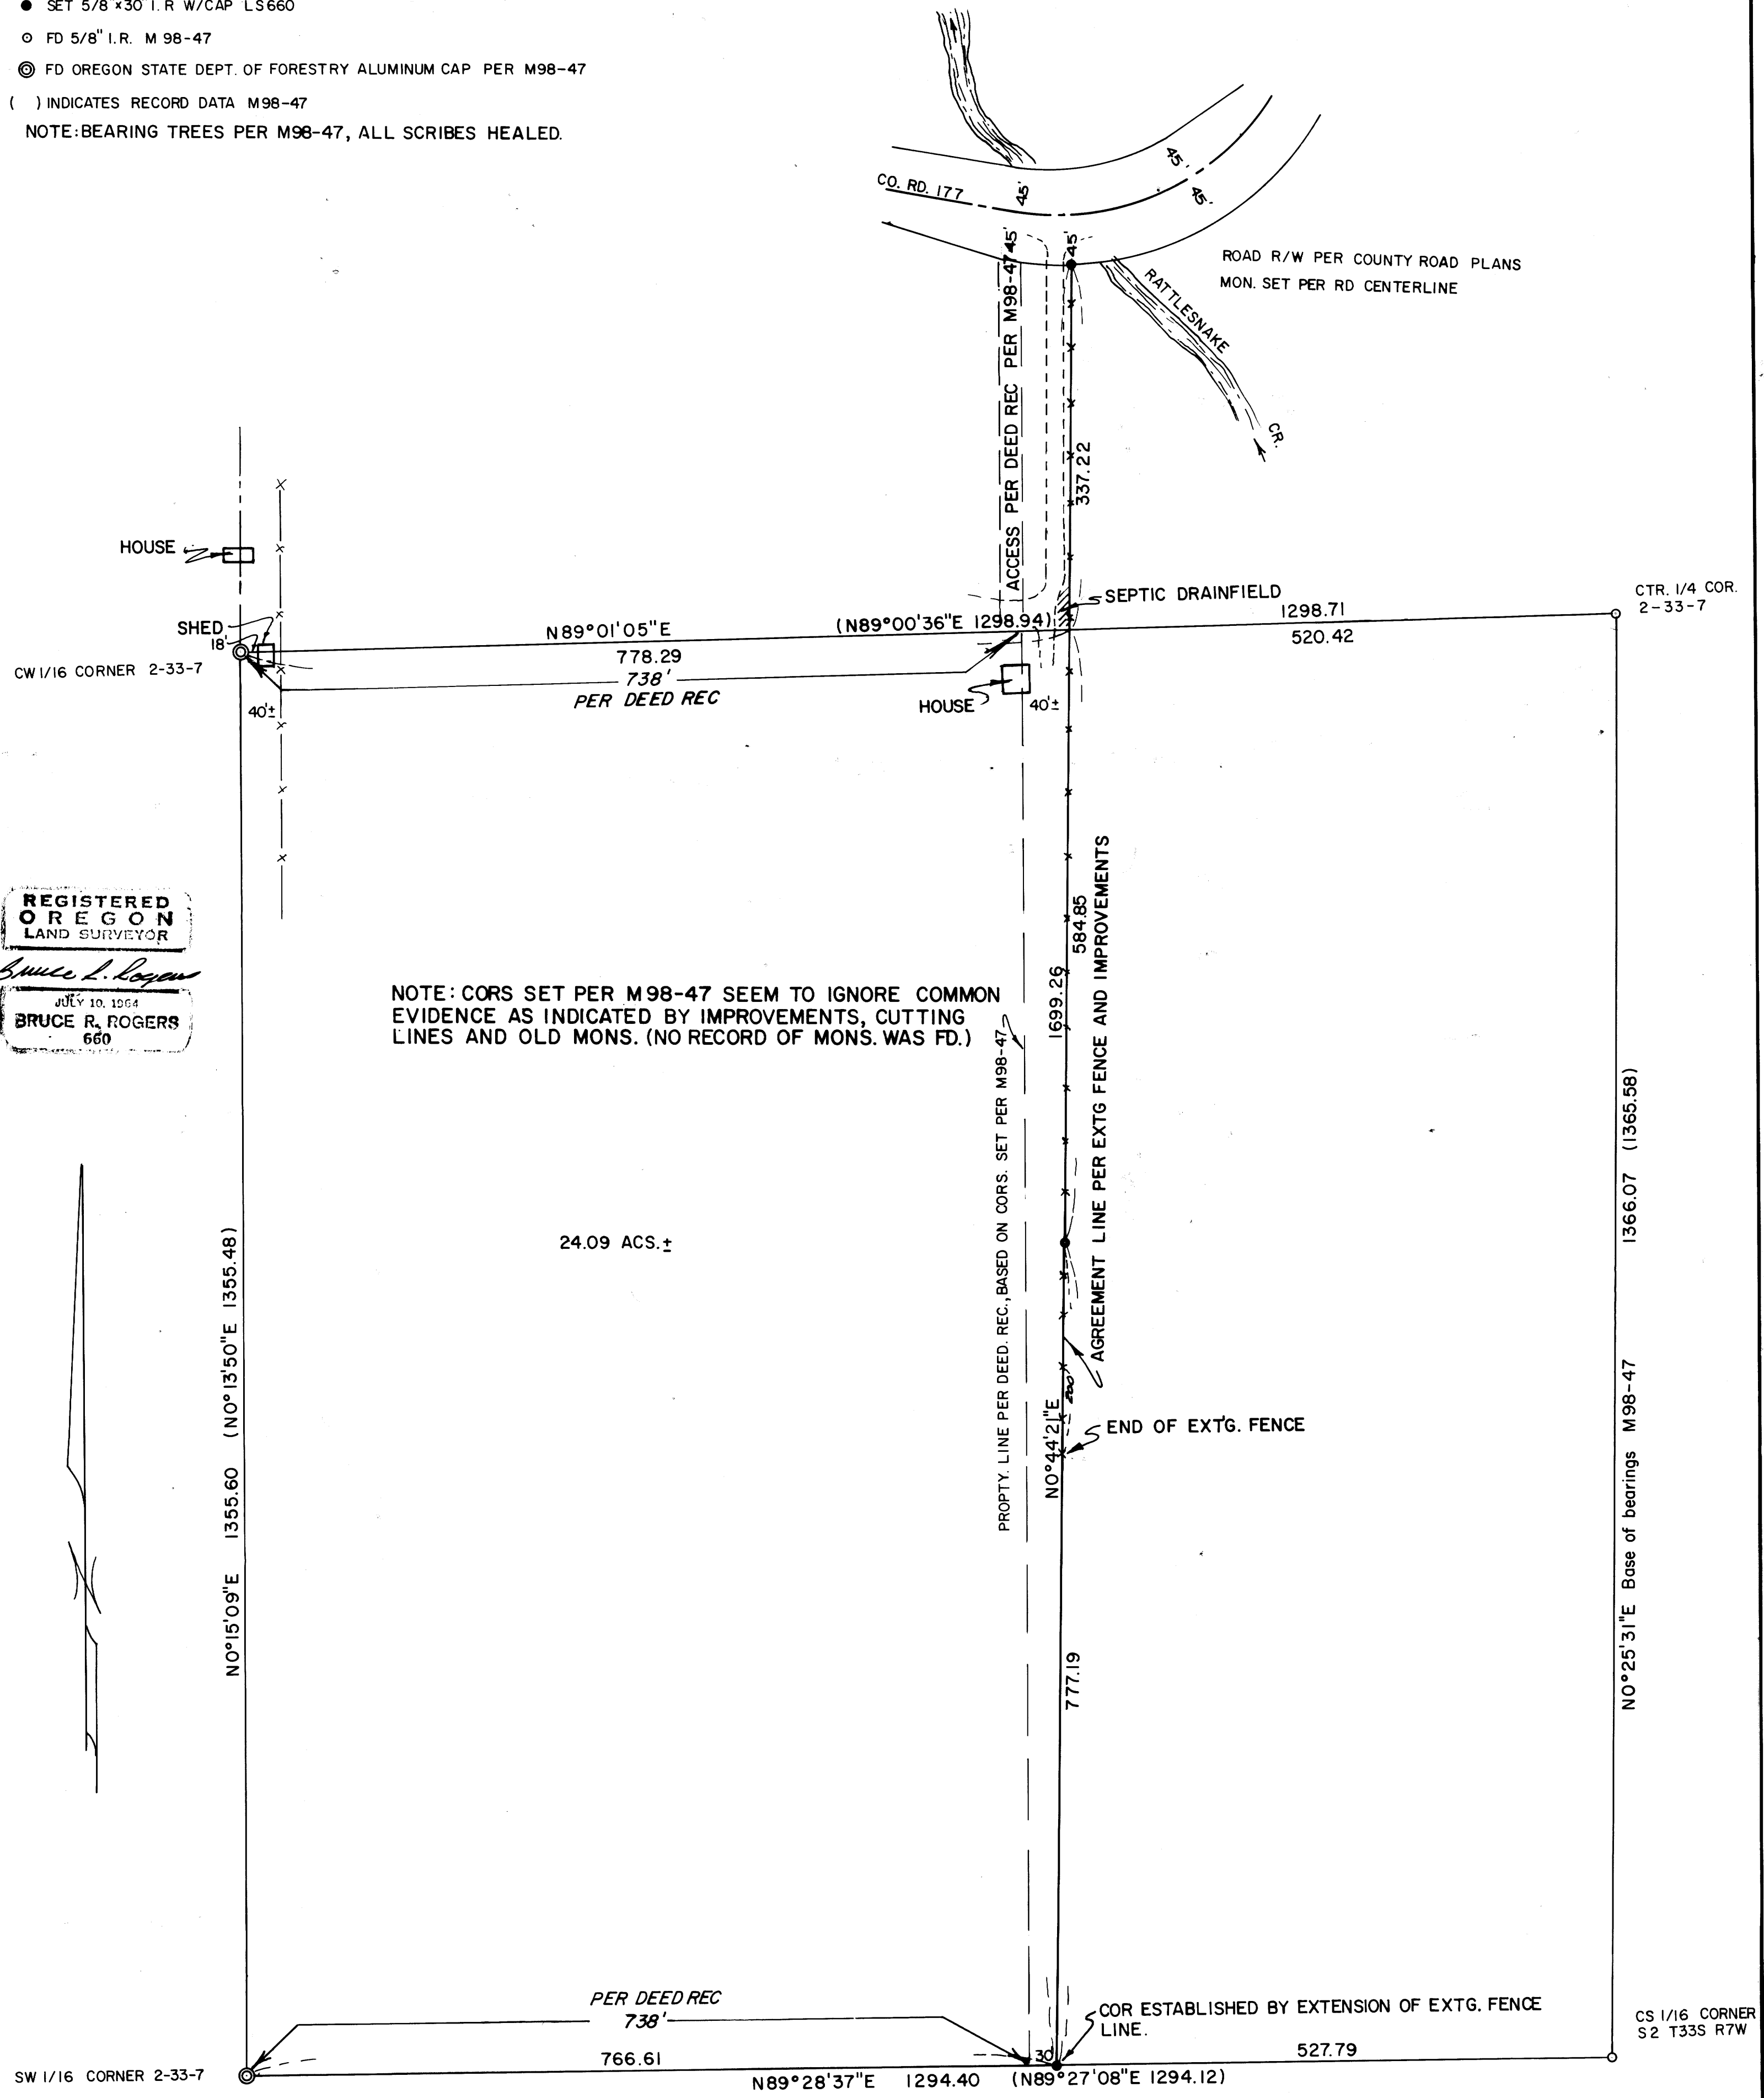 ● SET 5/8"x30" I.R W/CAP LS660
FD 5/8" I.R. M 98-47
FD OREGON STATE DEPT. OF FORESTRY ALUMINUM CAP PER M98-47
( ) INDICATES RECORD DATA M98-47
NOTE: BEARING TREES PER M98-47, ALL SCRIBES HEALED.
CO. RD. 177
45'
45'
45'
45'
45'
ROAD R/W PER COUNTY ROAD PLANS
MON. SET PER RD CENTERLINE
RATTLESNAKE
CR.
ACCESS PER DEED REC PER M98-47
337.22
HOUSE
SEPTIC DRAINFIELD
CTR. 1/4 COR.
2-33-7
SHED
18'
N89°01'05"E
(N89°00'36"E 1298.94)
1298.71
520.42
CW 1/16 CORNER 2-33-7
778.29
738'
PER DEED REC
40'±
HOUSE
40'±
REGISTERED
OREGON
LAND SURVEYOR
Bruce R. Rogers
JULY 10, 1964
BRUCE R. ROGERS
660
NOTE: CORS SET PER M98-47 SEEM TO IGNORE COMMON
EVIDENCE AS INDICATED BY IMPROVEMENTS, CUTTING
LINES AND OLD MONS. (NO RECORD OF MONS. WAS FD.)
584.85
1699.26
AGREEMENT LINE PER EXTG FENCE AND IMPROVEMENTS
PROPTY. LINE PER DEED. REC., BASED ON CORS. SET PER M98-47
24.09 ACS.±
N0°15'09"E 1355.60 (N0°13'50"E 1355.48)
N0°25'31"E Base of bearings M98-47 1366.07 (1365.58)
200'
N0°44'21"E
END OF EXT'G. FENCE
777.19
PER DEED REC
738'
COR ESTABLISHED BY EXTENSION OF EXTG. FENCE
LINE.
CS 1/16 CORNER
S2 T33S R7W
766.61
30'
527.79
SW 1/16 CORNER 2-33-7
N89°28'37"E 1294.40 (N89°27'08"E 1294.12)